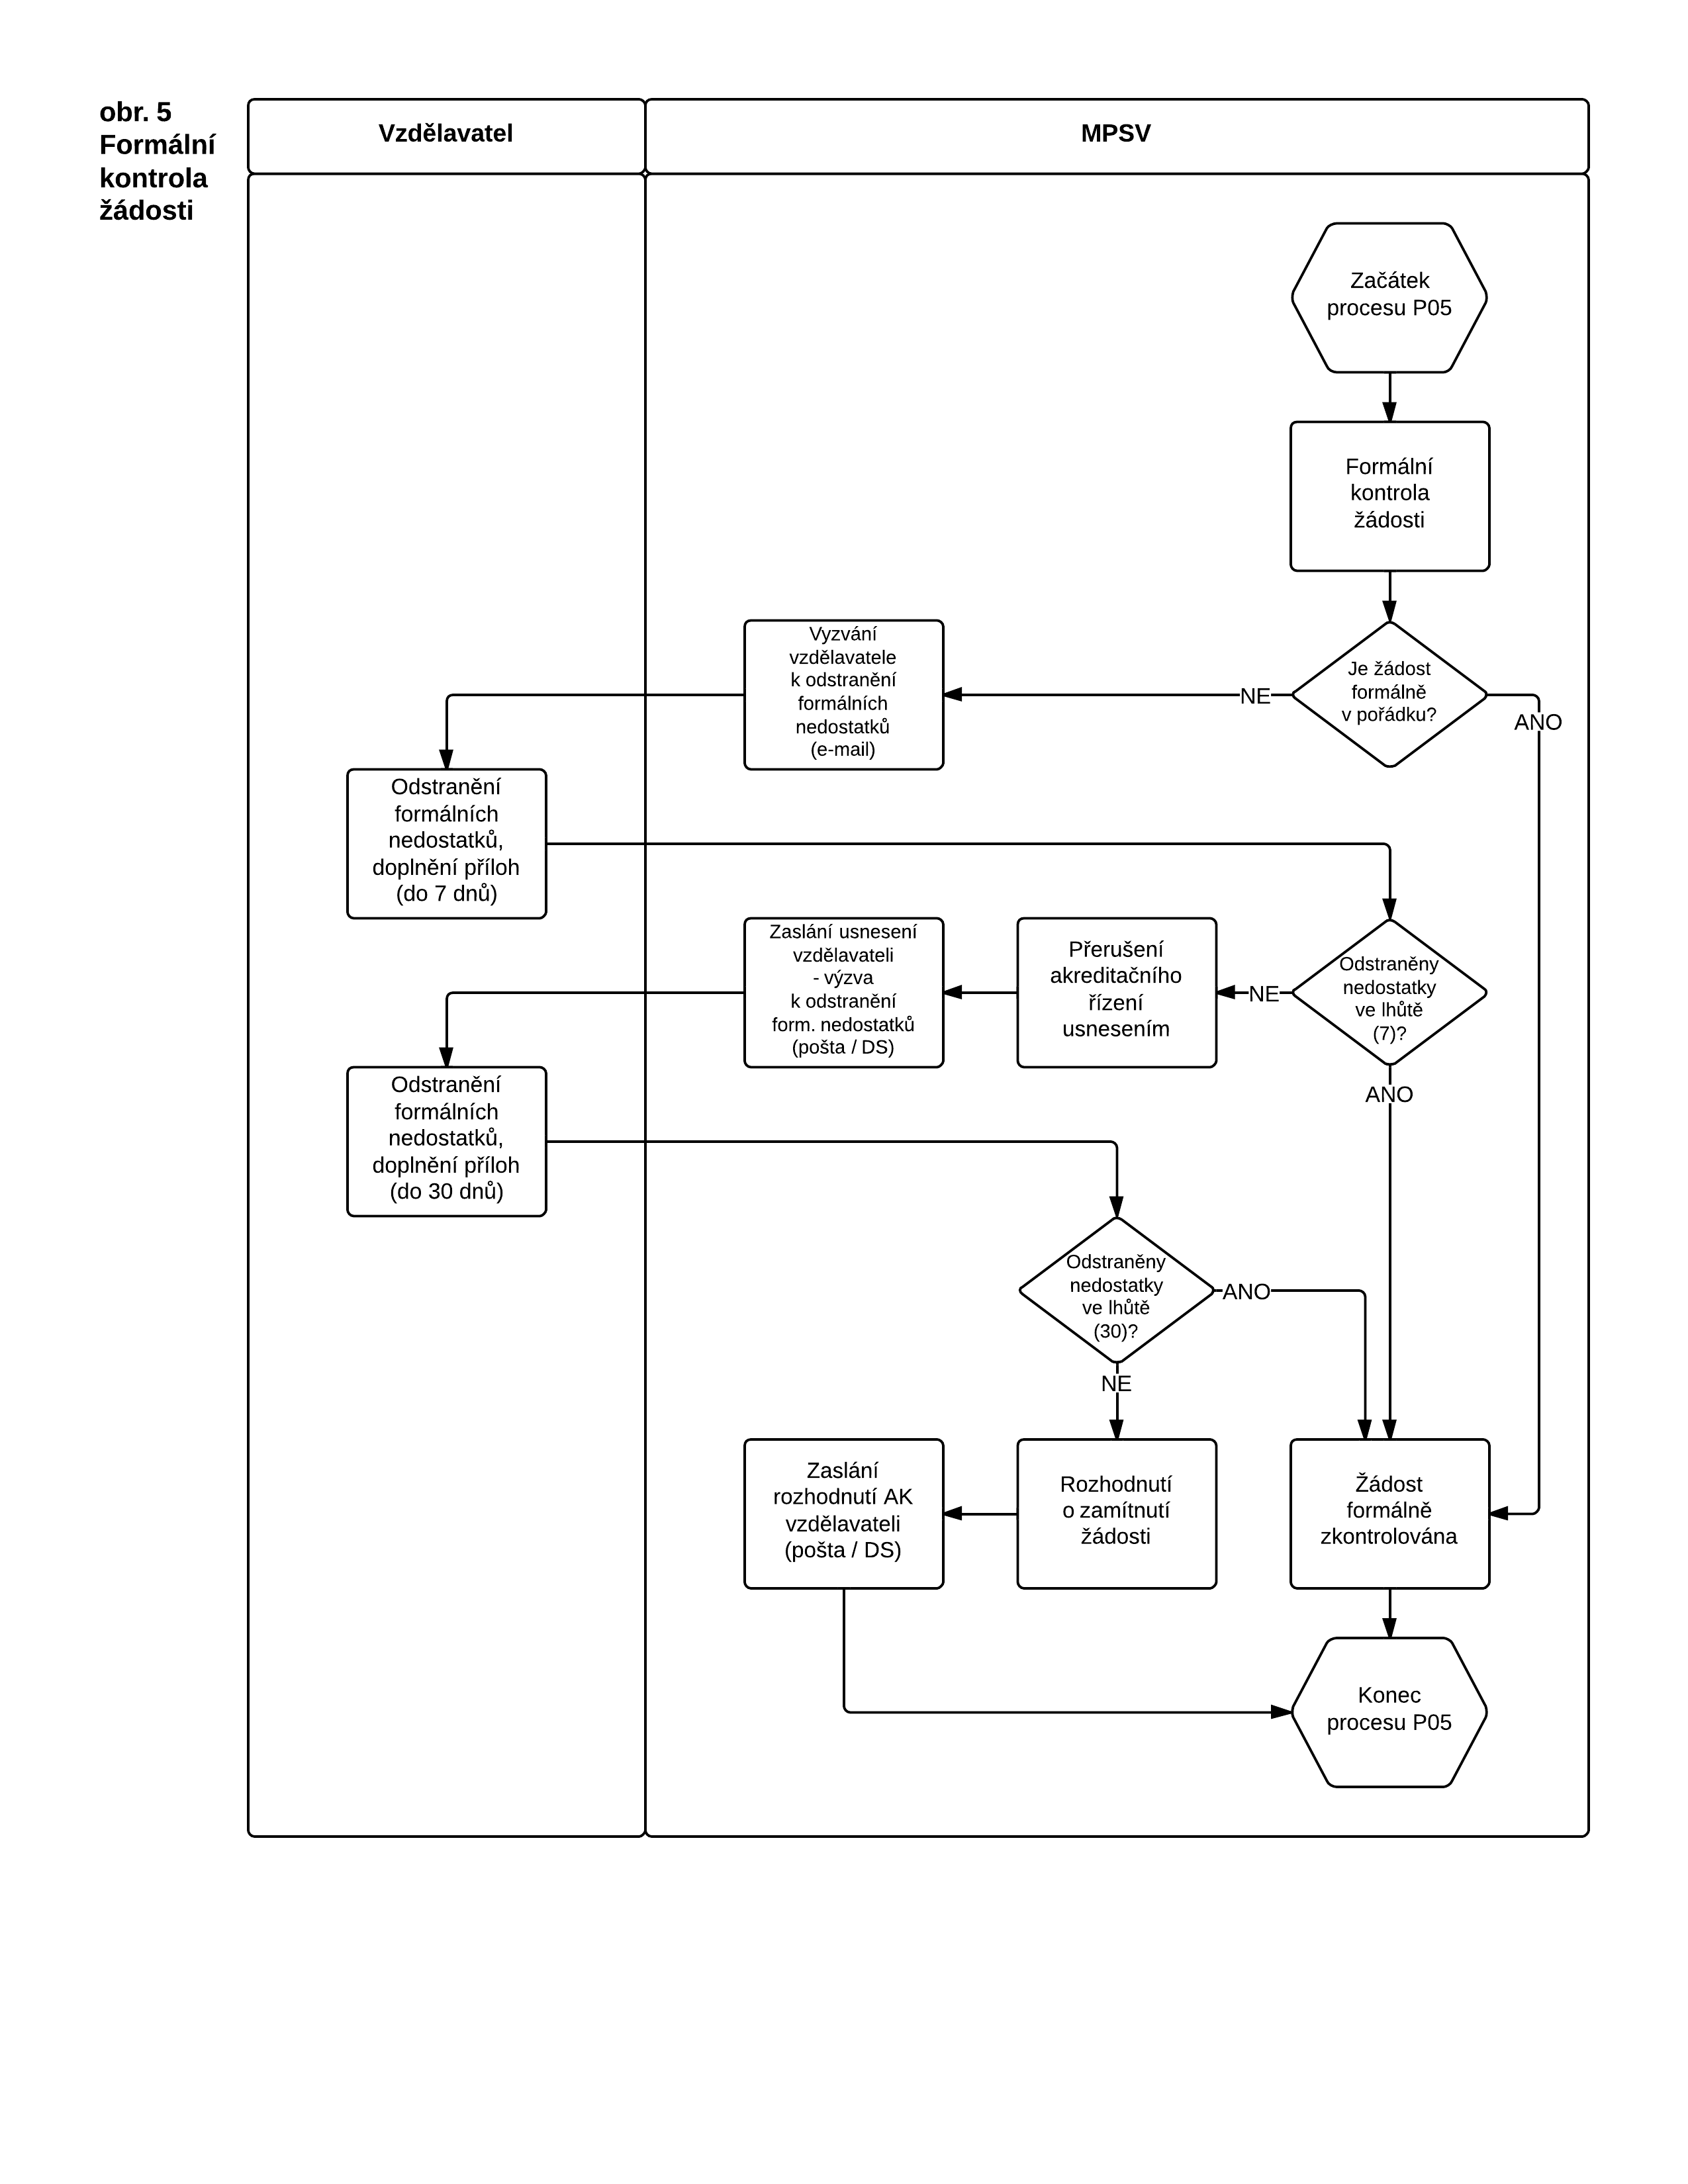 obr. 5
Formální
kontrola
žádosti
Vzdělavatel
MPSV
Začátek
procesu P05
Formální
kontrola
žádosti
Je žádost
formálně
v pořádku?
NE
ANO
Vyzvání
vzdělavatele
k odstranění
formálních
nedostatků
(e-mail)
Odstranění
formálních
nedostatků,
doplnění příloh
(do 7 dnů)
Odstraněny
nedostatky
ve lhůtě
(7)?
NE
ANO
Přerušení
akreditačního
řízení
usnesením
Zaslání usnesení
vzdělavateli
- výzva
k odstranění
form. nedostatků
(pošta / DS)
Odstranění
formálních
nedostatků,
doplnění příloh
(do 30 dnů)
Odstraněny
nedostatky
ve lhůtě
(30)?
ANO
NE
Zaslání
rozhodnutí AK
vzdělavateli
(pošta / DS)
Rozhodnutí
o zamítnutí
žádosti
Žádost
formálně
zkontrolována
Konec
procesu P05